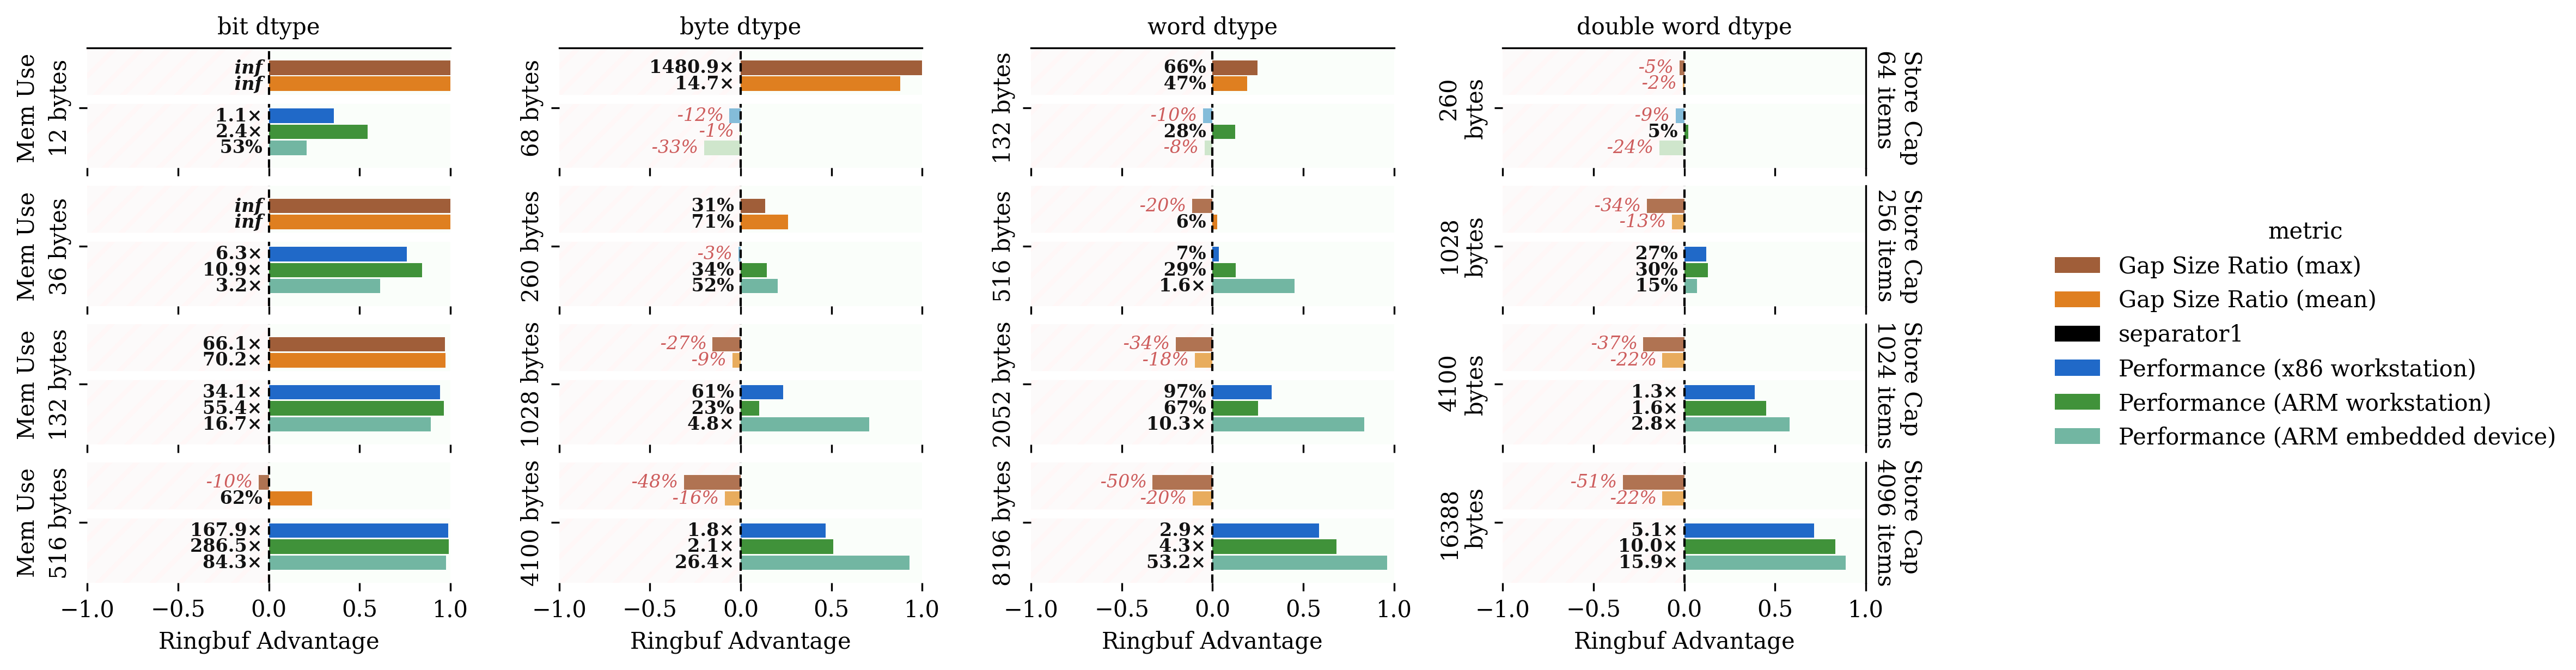 bit dtype
byte dtype
word dtype
double word dtype
Mem Use
12 bytes
inf
inf
1.1×
2.4×
53%
68 bytes
1480.9×
14.7×
-12%
-1%
-33%
132 bytes
66%
47%
-10%
28%
-8%
260
bytes
-5%
-2%
-9%
5%
-24%
Store Cap
64 items
Mem Use
36 bytes
inf
inf
6.3×
10.9×
3.2×
260 bytes
31%
71%
-3%
34%
52%
516 bytes
-20%
6%
7%
29%
1.6×
1028
bytes
-34%
-13%
27%
30%
15%
Store Cap
256 items
Mem Use
132 bytes
66.1×
70.2×
34.1×
55.4×
16.7×
1028 bytes
-27%
-9%
61%
23%
4.8×
2052 bytes
-34%
-18%
97%
67%
10.3×
4100
bytes
-37%
-22%
1.3×
1.6×
2.8×
Store Cap
1024 items
Mem Use
516 bytes
-10%
62%
167.9×
286.5×
84.3×
4100 bytes
-48%
-16%
1.8×
2.1×
26.4×
8196 bytes
-50%
-20%
2.9×
4.3×
53.2×
16388
bytes
-51%
-22%
5.1×
10.0×
15.9×
Store Cap
4096 items
−1.0 −0.5 0.0 0.5 1.0
−1.0 −0.5 0.0 0.5 1.0
−1.0 −0.5 0.0 0.5 1.0
−1.0 −0.5 0.0 0.5 1.0
Ringbuf Advantage
Ringbuf Advantage
Ringbuf Advantage
Ringbuf Advantage
metric
Gap Size Ratio (max)
Gap Size Ratio (mean)
separator1
Performance (x86 workstation)
Performance (ARM workstation)
Performance (ARM embedded device)